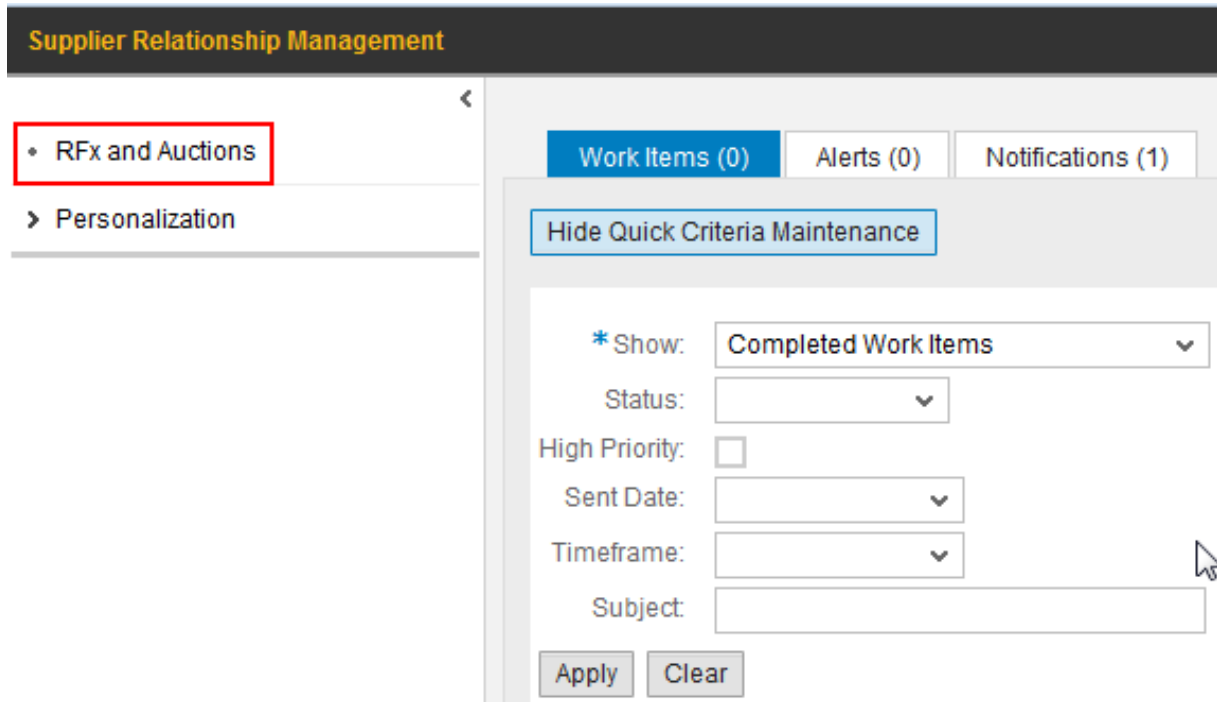 Supplier Relationship Management
RFx and Auctions
Personalization
Work Items (0) Alerts (0) Notifications (1)
Hide Quick Criteria Maintenance
* Show: Completed Work Items
Status:
High Priority:
Sent Date:
Timeframe:
Subject:
Apply Clear